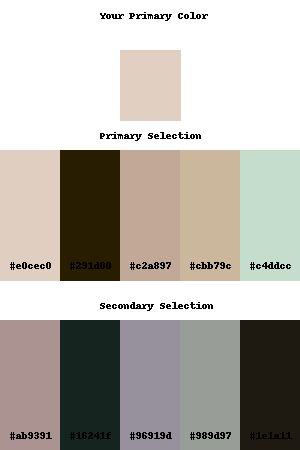 Your Primary Color
Primary Selection
#e0cec0 #291d00 #c2a897 #cbb79c #c4ddcc
Secondary Selection
#ab9391 #16241f #96919d #989d97 #1e1a11